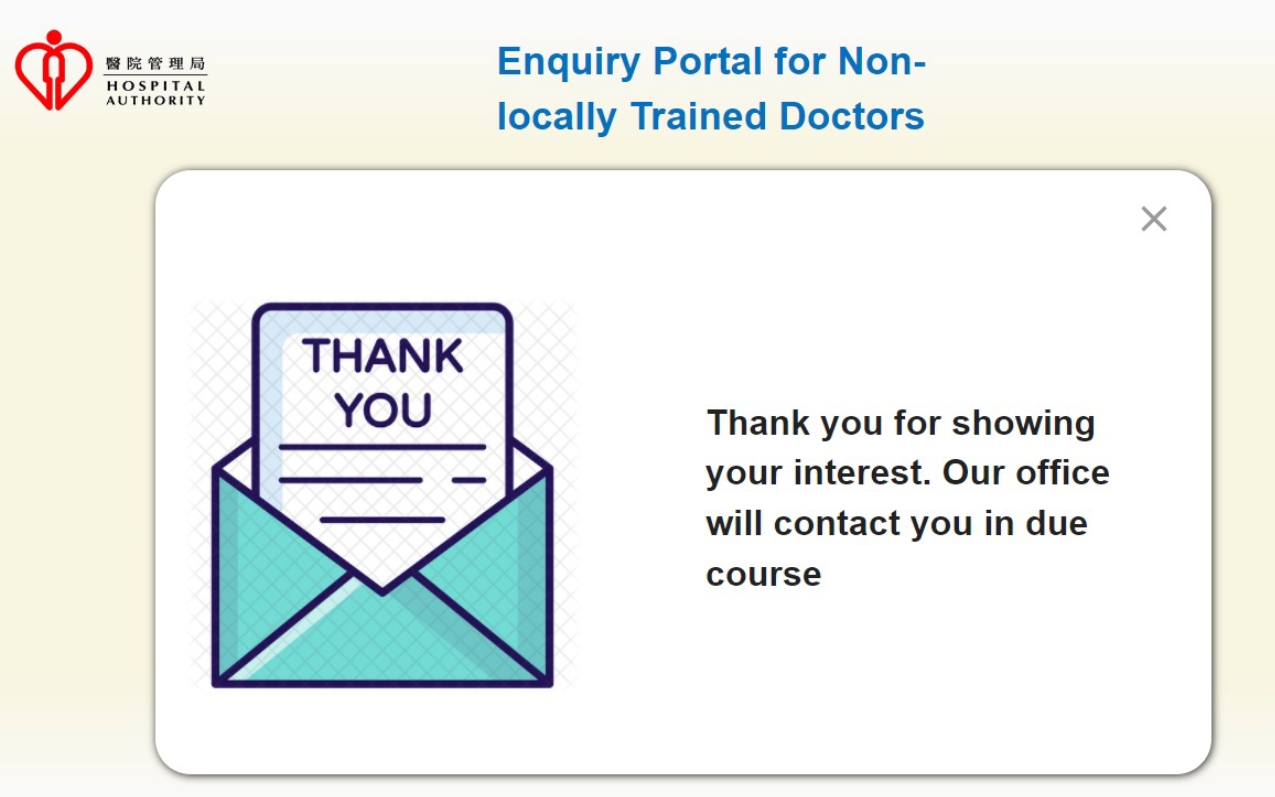 醫院管理局
HOSPITAL
AUTHORITY
Enquiry Portal for Non-
locally Trained Doctors
THANK
YOU
Thank you for showing
your interest. Our office
will contact you in due
course